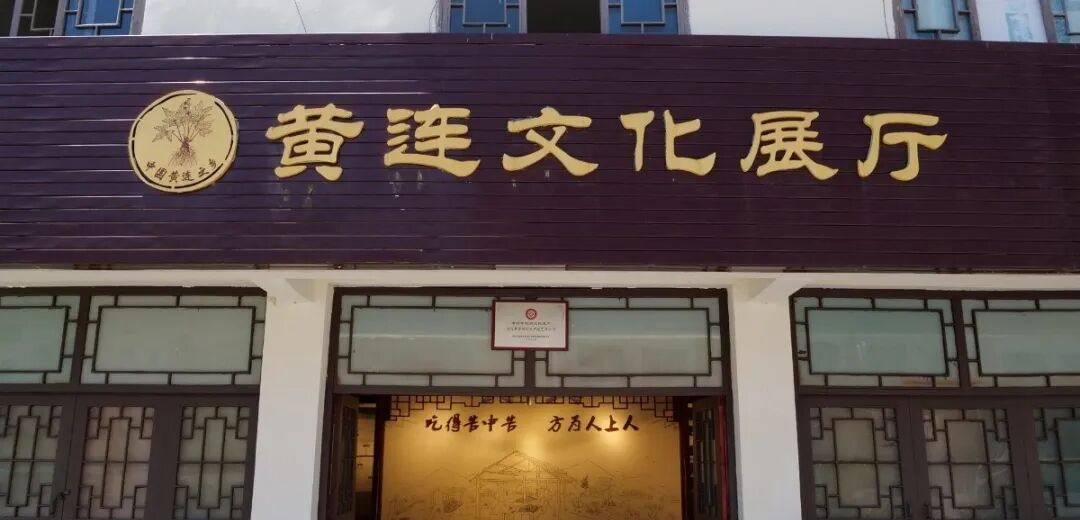 黄连文化展厅
中国黄连之乡
吃得苦中苦 方为人上人